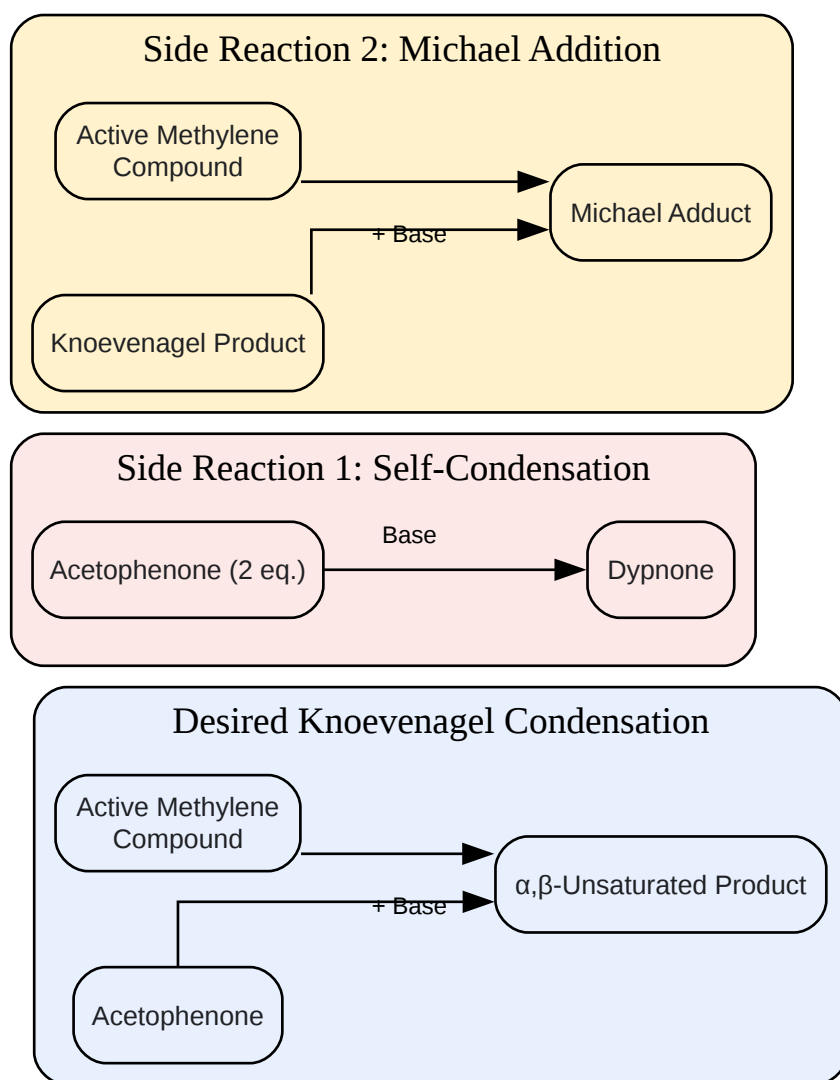 Side Reaction 2: Michael Addition
Active Methylene
Compound
Michael Adduct
+ Base
Knoevenagel Product
Side Reaction 1: Self-Condensation
Base
Acetophenone (2 eq.)
Dypnone
Desired Knoevenagel Condensation
Active Methylene
Compound
α,β-Unsaturated Product
+ Base
Acetophenone